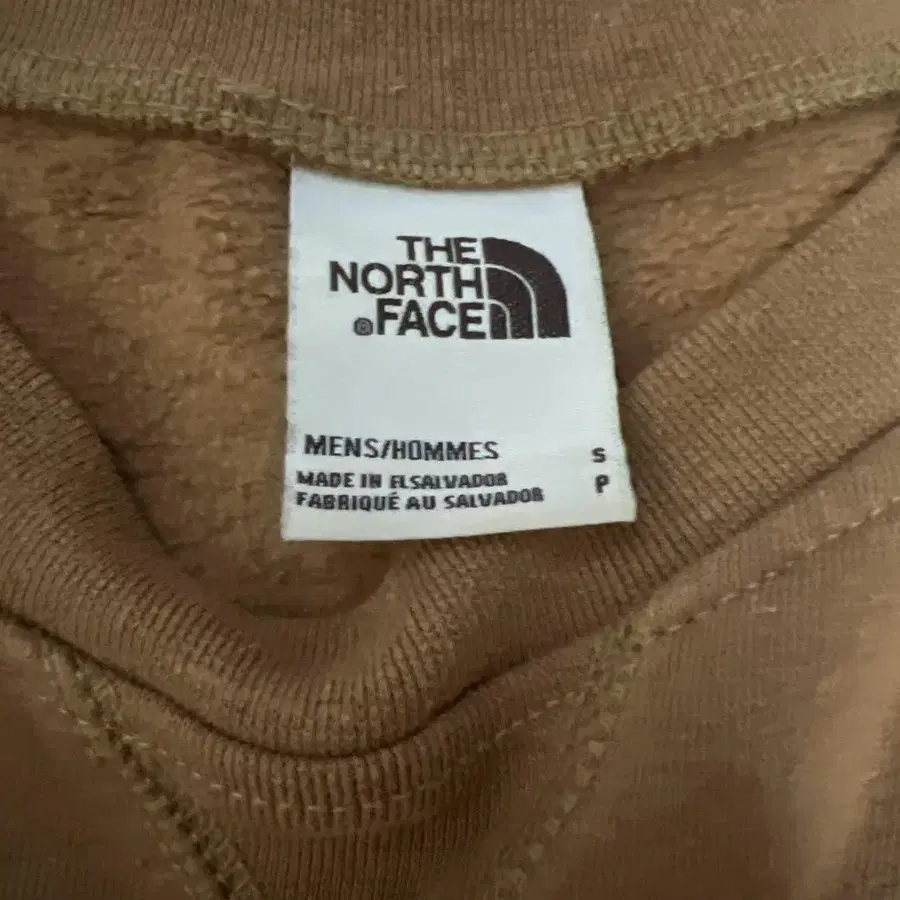 THE
NORTH
®FACE
MENS/HOMMES S
MADE IN ELSALVADOR P
FABRIQUÉ AU SALVADOR